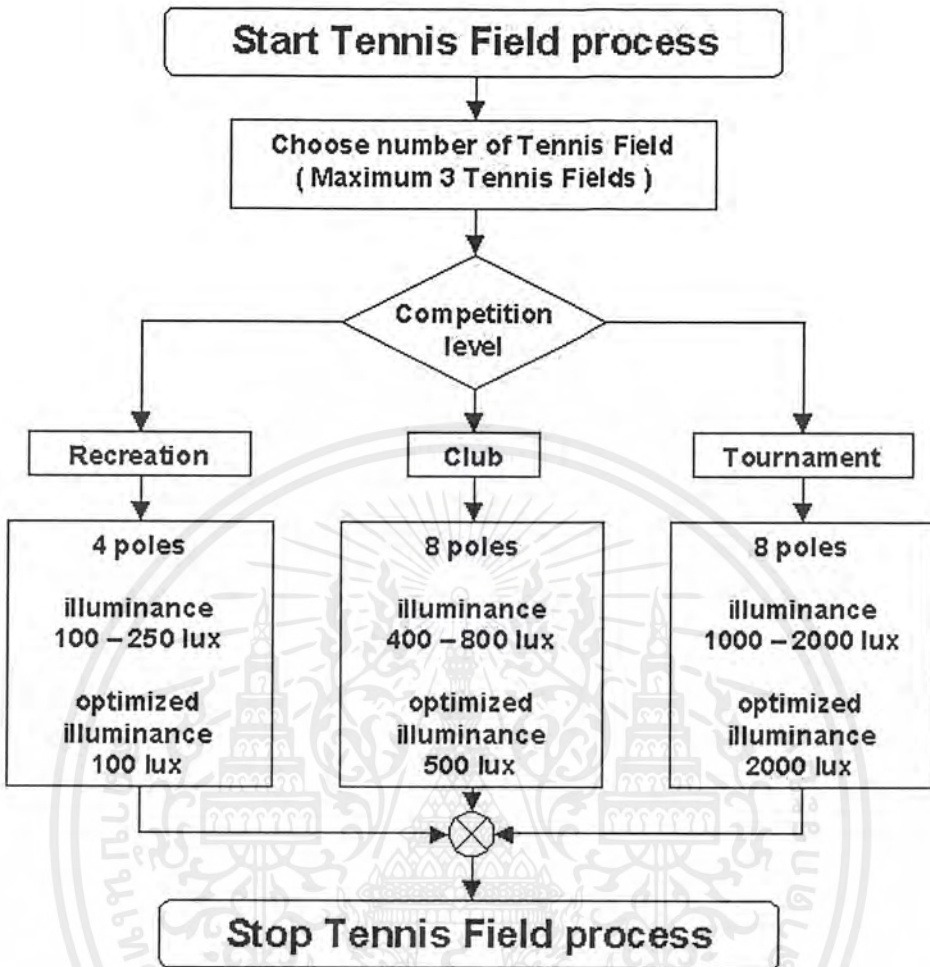 Start Tennis Field process
Choose number of Tennis Field
( Maximum 3 Tennis Fields )
Competition
level
Recreation
Club
Tournament
4 poles
illuminance
100 – 250 lux
optimized
illuminance
100 lux
8 poles
illuminance
400 – 800 lux
optimized
illuminance
500 lux
8 poles
illuminance
1000 – 2000 lux
optimized
illuminance
2000 lux
Stop Tennis Field process